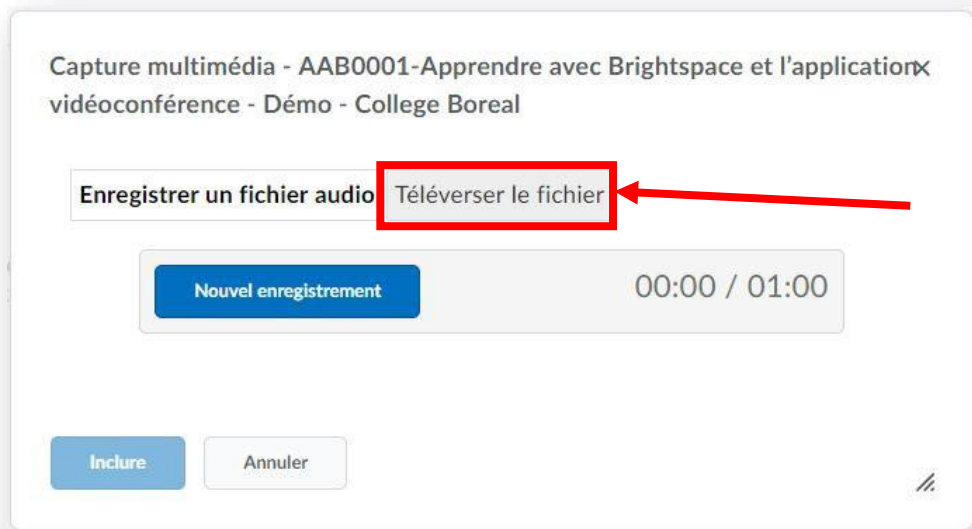 Capture multimédia - AAB0001-Apprendre avec Brightspace et l’application
vidéoconférence - Démo - College Boreal
Enregistrer un fichier audio
Téléverser le fichier
Nouvel enregistrement
00:00 / 01:00
Inclure
Annuler